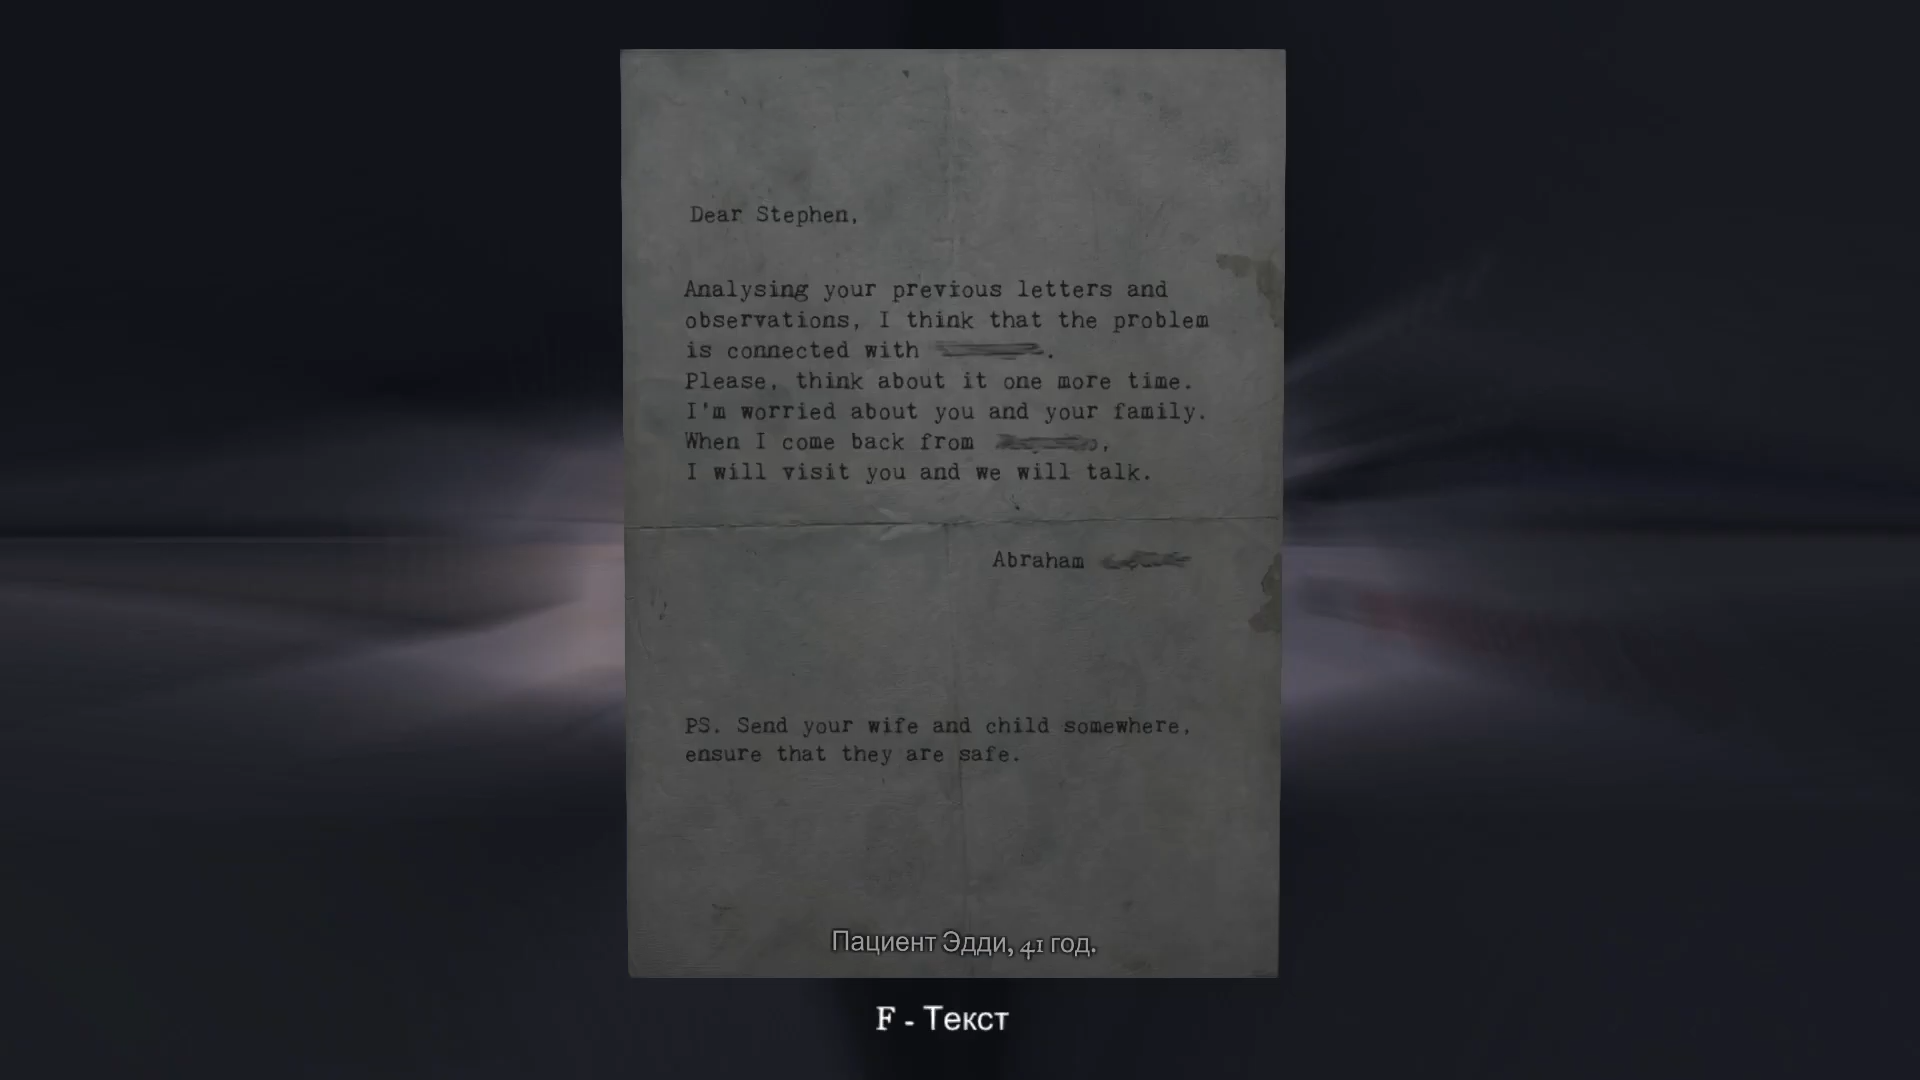 Dear Stephen,
Analysing your previous letters and
observations, I think that the problem
is connected with .
Please, think about it one more time.
I'm worried about you and your family.
When I come back from ,
I will visit you and we will talk.
Abraham
PS. Send your wife and child somewhere,
ensure that they are safe.
Пациент Эдди, 41 год.
F - Текст